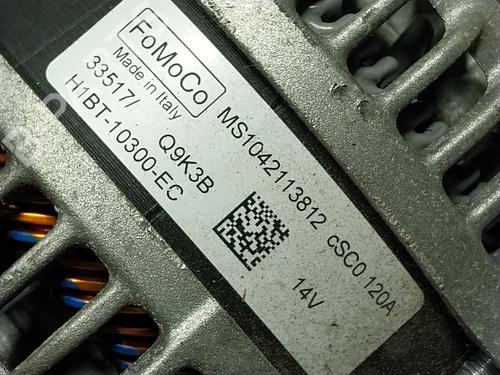 FoMoCo
Made in Italy
33517/ Q9K3B
H1BT-10300-EC
MS1042113812 cSC0 120A
14V